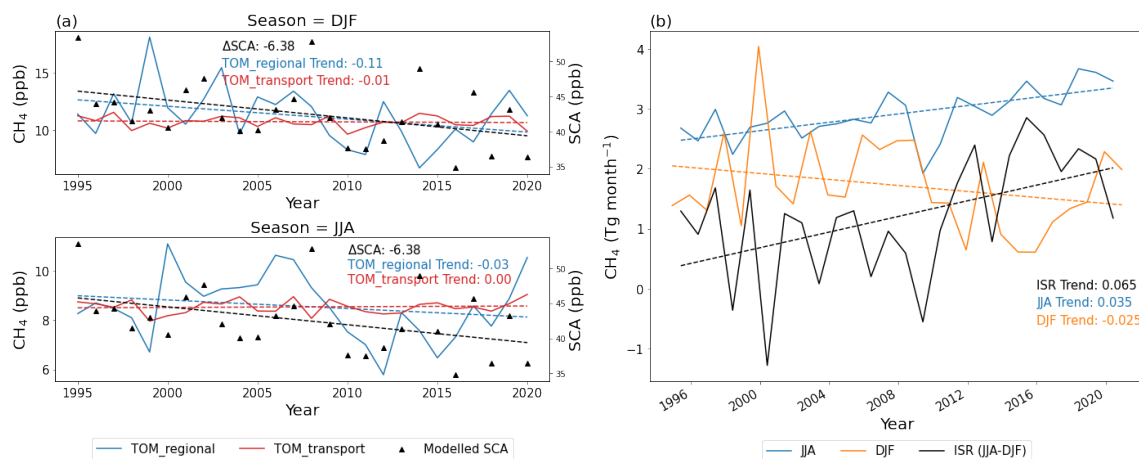 (a)
Season = DJF
ΔSCA: -6.38
TOM_regional Trend: -0.11
TOM_transport Trend: -0.01
CH₄ (ppb)
15
10
SCA (ppb)
50
45
40
35
1995
2000
2005
2010
2015
2020
Year
Season = JJA
ΔSCA: -6.38
TOM_regional Trend: -0.03
TOM_transport Trend: 0.00
CH₄ (ppb)
10
8
6
SCA (ppb)
50
45
40
35
1995
2000
2005
2010
2015
2020
Year
TOM_regional
TOM_transport
Modelled SCA
(b)
CH₄ (Tg month⁻¹)
4
3
2
1
0
−1
ISR Trend: 0.065
JJA Trend: 0.035
DJF Trend: -0.025
1996
2000
2004
2008
2012
2016
2020
Year
JJA
DJF
ISR (JJA-DJF)